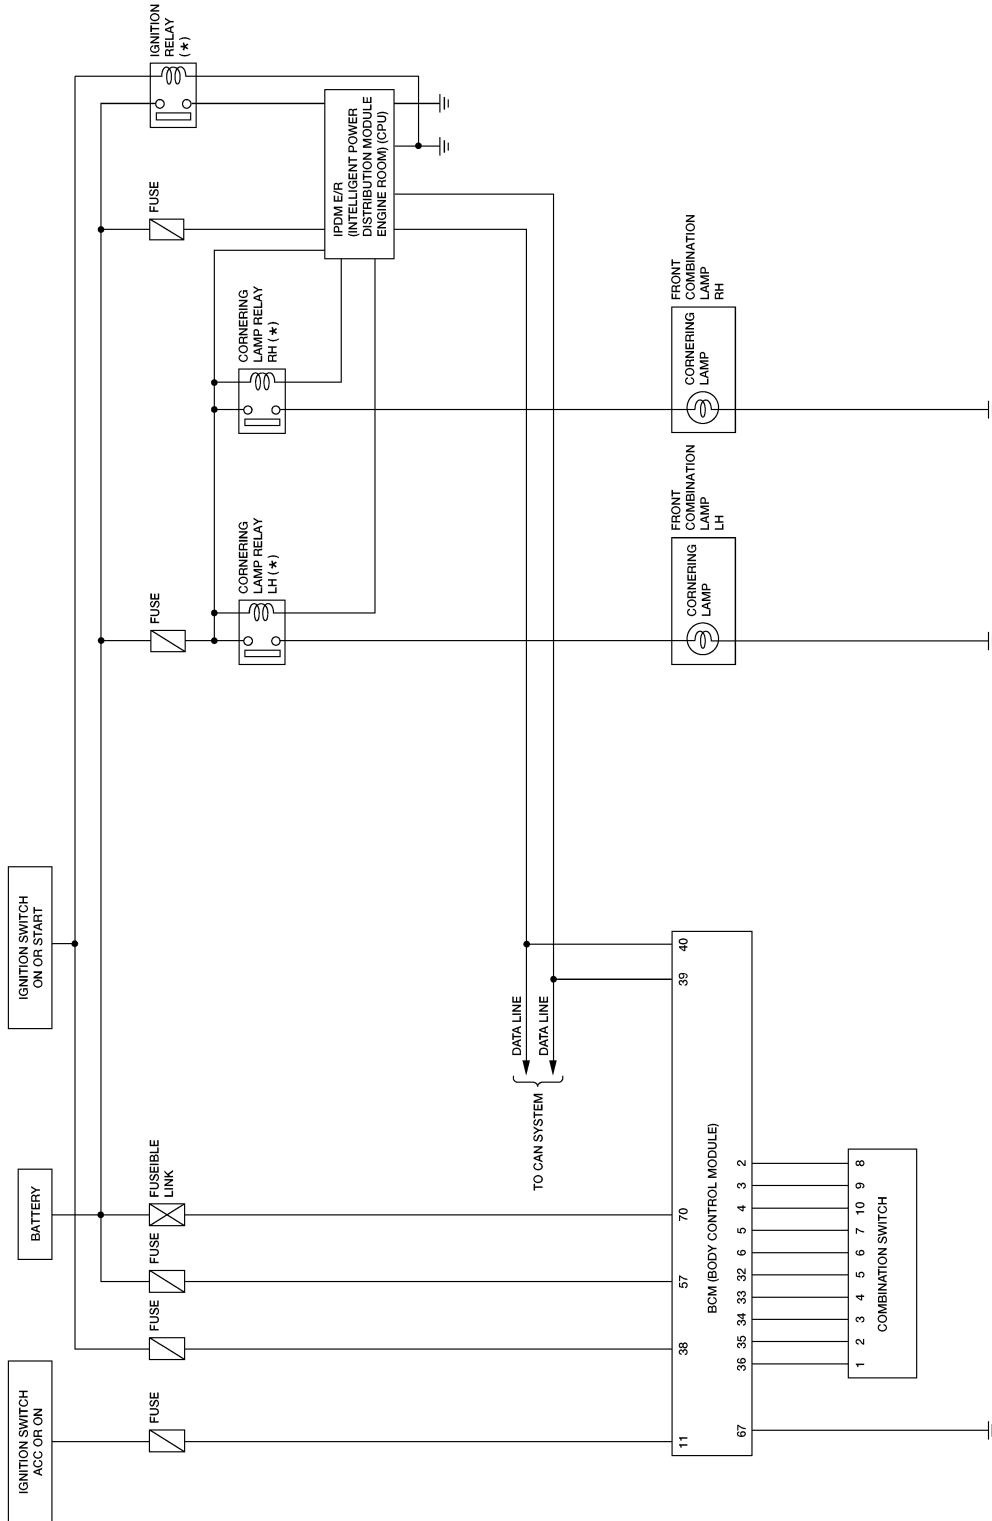 IGNITION SWITCH
ACC OR ON
BATTERY
IGNITION SWITCH
ON OR START
FUSE
FUSE
FUSE
FUSEIBLE
LINK
FUSE
FUSE
IGNITION
RELAY
(★)
CORNERING
LAMP RELAY
LH (★)
CORNERING
LAMP RELAY
RH (★)
IPDM E/R
(INTELLIGENT POWER
DISTRIBUTION MODULE
ENGINE ROOM) (CPU)
DATA LINE
DATA LINE
TO CAN SYSTEM
11
38
57
70
39
40
BCM (BODY CONTROL MODULE)
67
36
35
34
33
32
6
5
4
3
2
1
2
3
4
5
6
7
10
9
8
COMBINATION SWITCH
FRONT
COMBINATION
LAMP
LH
CORNERING
LAMP
FRONT
COMBINATION
LAMP
RH
CORNERING
LAMP